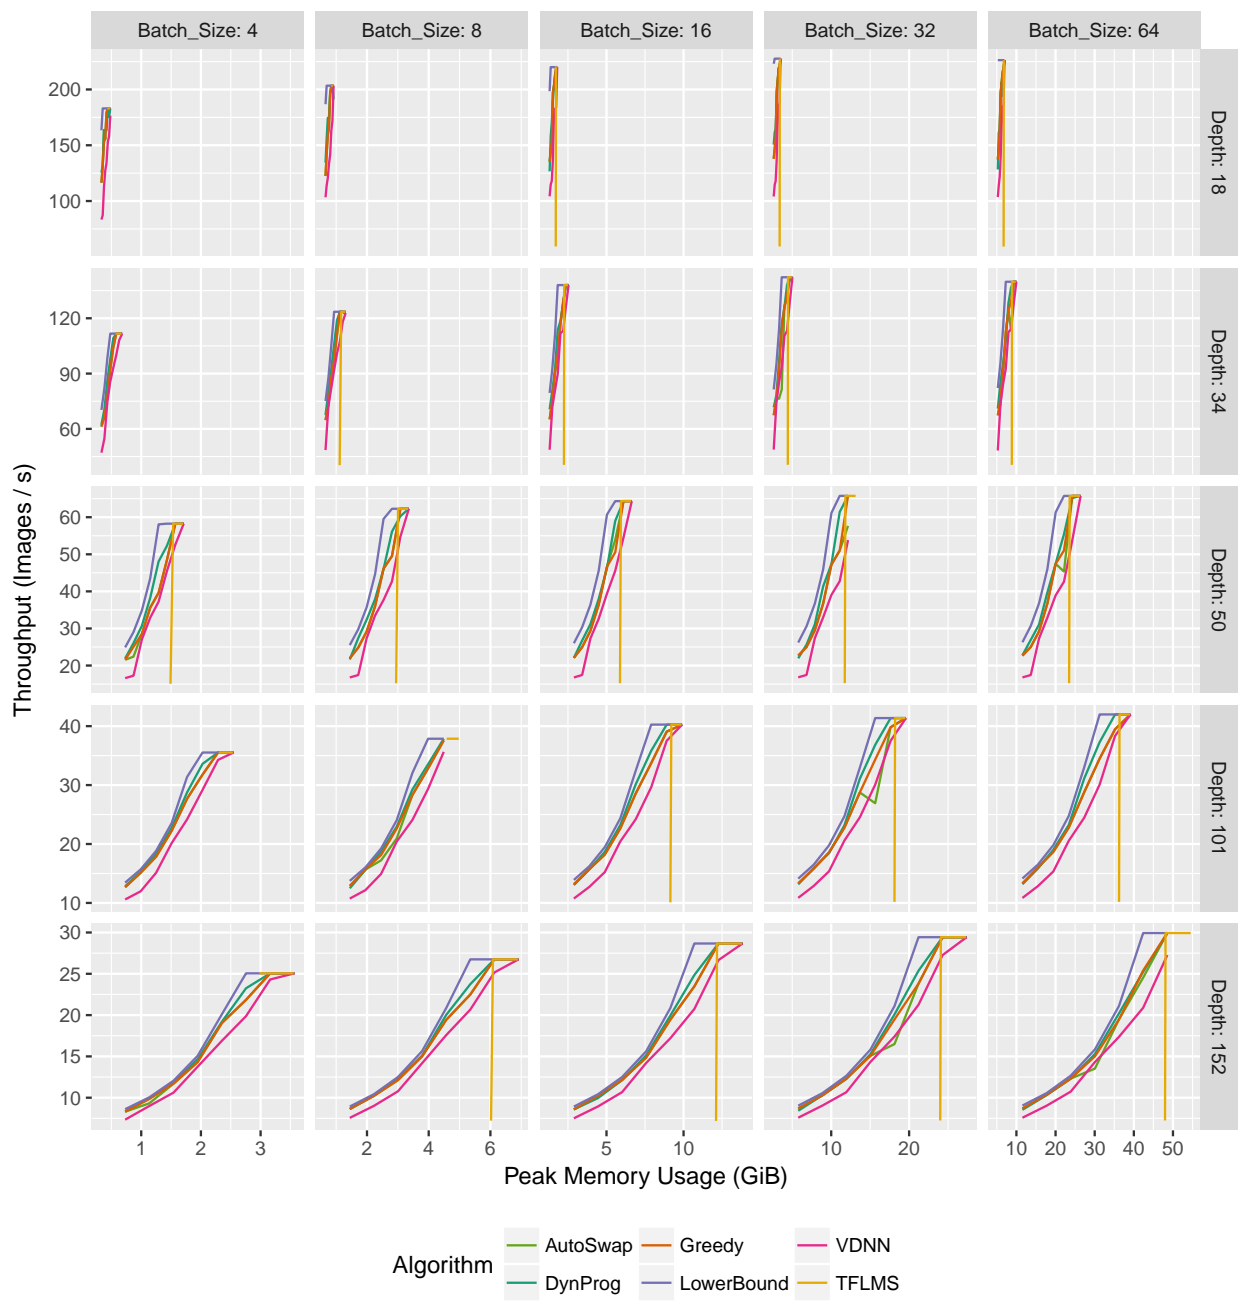 Batch_Size: 4 Batch_Size: 8 Batch_Size: 16 Batch_Size: 32 Batch_Size: 64
200
150
100
Depth: 18
120
90
60
Depth: 34
60
50
40
30
20
Depth: 50
40
30
20
10
Depth: 101
30
25
20
15
10
Depth: 152
Throughput (Images / s)
1 2 3 2 4 6 5 10 10 20 10 20 30 40 50
Peak Memory Usage (GiB)
Algorithm
AutoSwap Greedy VDNN
DynProg LowerBound TFLMS